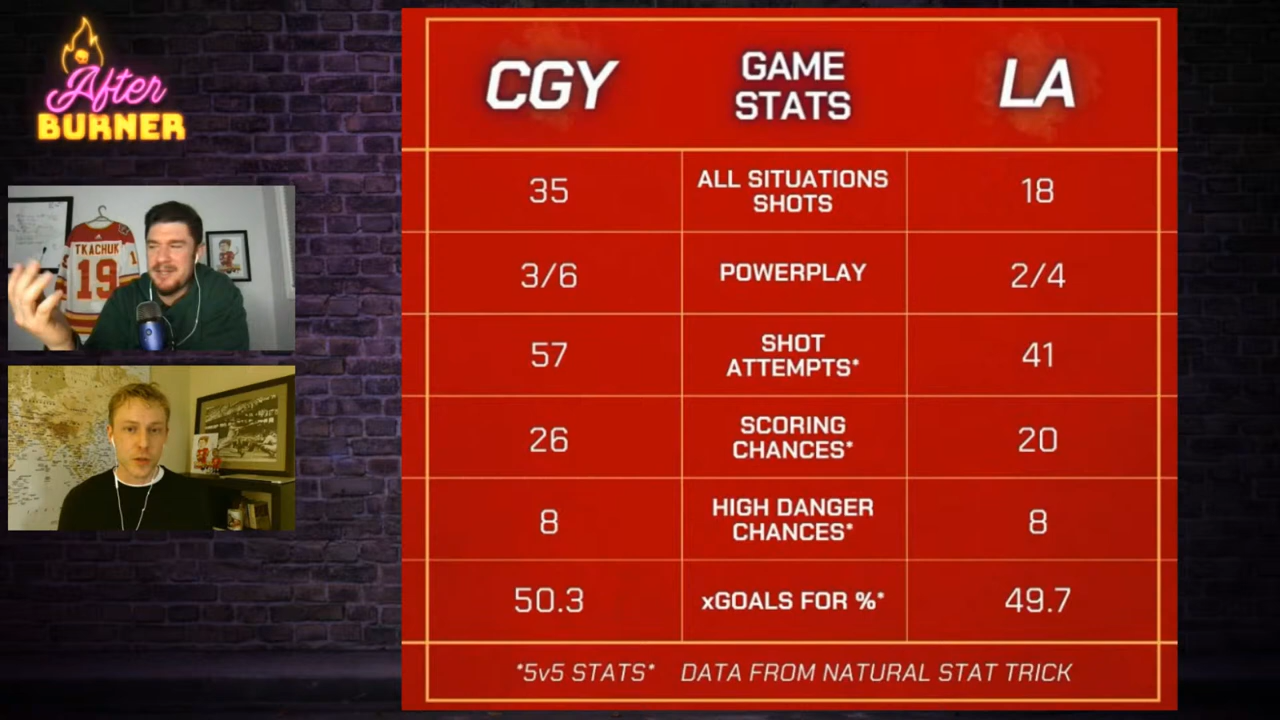 After
BURNER
TKACHUK
19
CGY
GAME
STATS
LA
35
ALL SITUATIONS
SHOTS
18
3/6
POWERPLAY
2/4
57
SHOT
ATTEMPTS*
41
26
SCORING
CHANCES*
20
8
HIGH DANGER
CHANCES*
8
50.3
xGOALS FOR %*
49.7
*5v5 STATS* DATA FROM NATURAL STAT TRICK